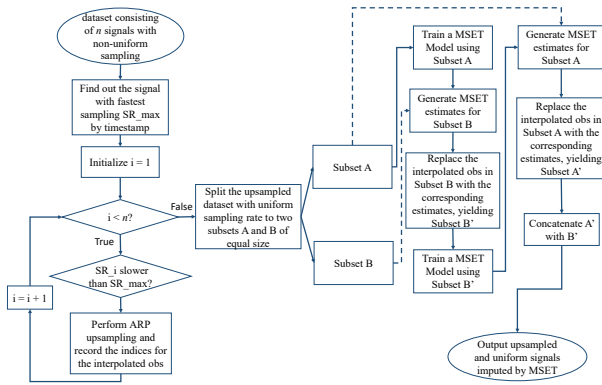 dataset consisting
of n signals with
non-uniform
sampling
Find out the signal
with fastest
sampling SR_max
by timestamp
Initialize i = 1
i < n?
False
True
SR_i slower
than SR_max?
i = i + 1
Perform ARP
upsampling and
record the indices for
the interpolated obs
Split the upsampled
dataset with uniform
sampling rate to two
subsets A and B of
equal size
Subset A
Subset B
Train a MSET
Model using
Subset A
Generate MSET
estimates for
Subset B
Replace the
interpolated obs in
Subset B with the
corresponding
estimates, yielding
Subset B’
Train a MSET
Model using
Subset B’
Generate MSET
estimates for
Subset A
Replace the
interpolated obs in
Subset A with the
corresponding
estimates, yielding
Subset A’
Concatenate A’
with B’
Output upsampled
and uniform signals
imputed by MSET